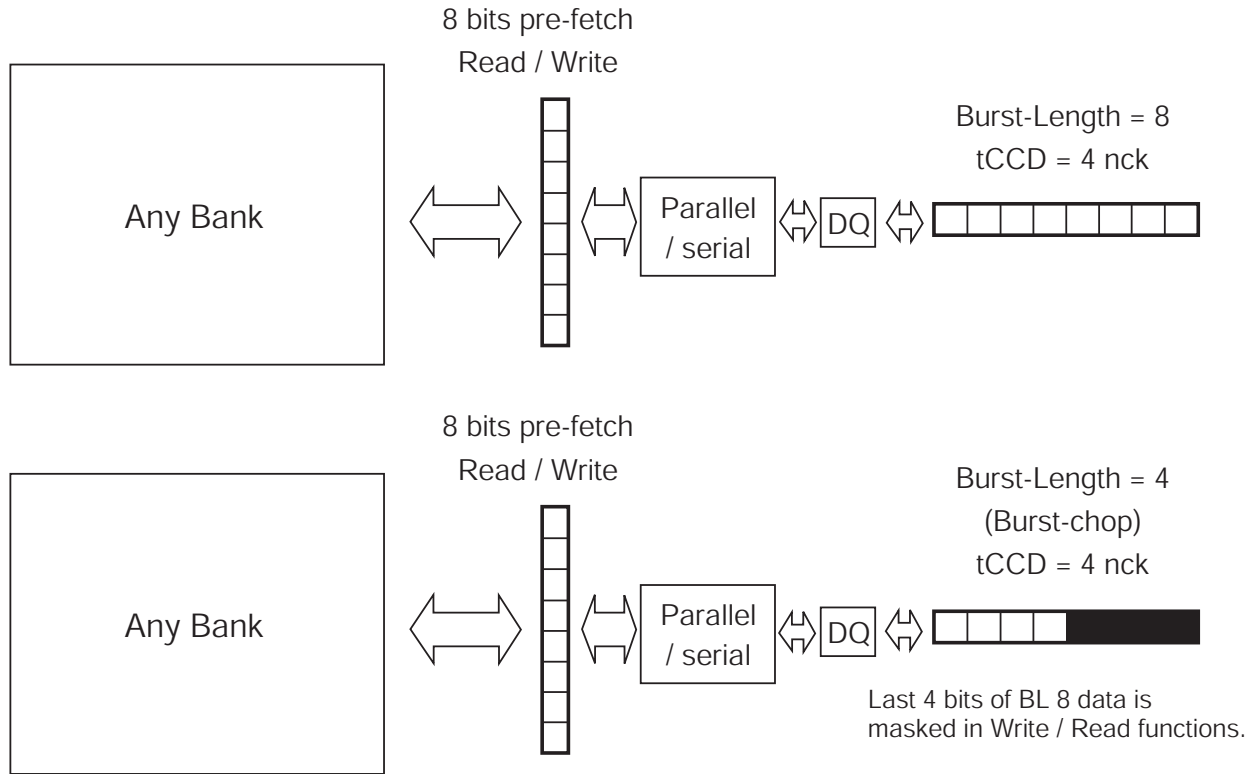 8 bits pre-fetch
Read / Write
Burst-Length = 8
tCCD = 4 nck
Any Bank
Parallel
/ serial
DQ
8 bits pre-fetch
Read / Write
Burst-Length = 4
(Burst-chop)
tCCD = 4 nck
Any Bank
Parallel
/ serial
DQ
Last 4 bits of BL 8 data is
masked in Write / Read functions.